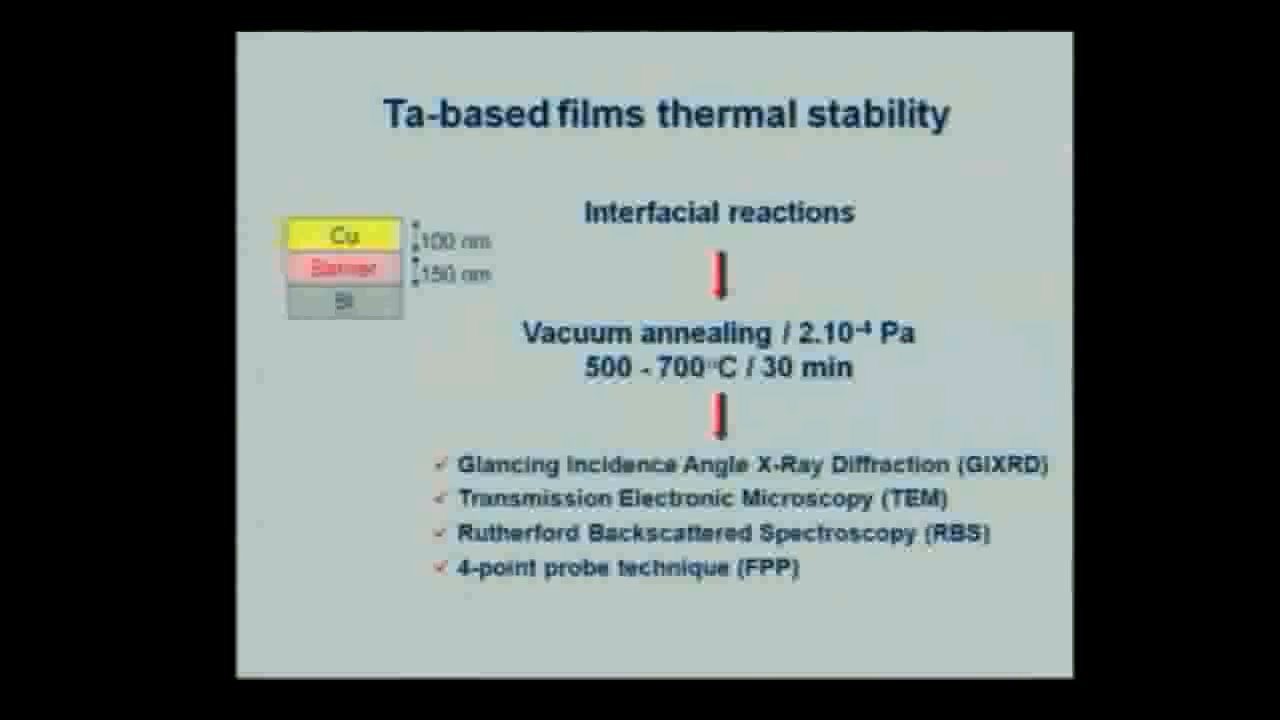 Ta-based films thermal stability
Interfacial reactions
Cu
100 nm
Barrier
150 nm
Si
Vacuum annealing / 2.10⁻⁴ Pa
500 - 700°C / 30 min
✓ Glancing Incidence Angle X-Ray Diffraction (GIXRD)
✓ Transmission Electronic Microscopy (TEM)
✓ Rutherford Backscattered Spectroscopy (RBS)
✓ 4-point probe technique (FPP)